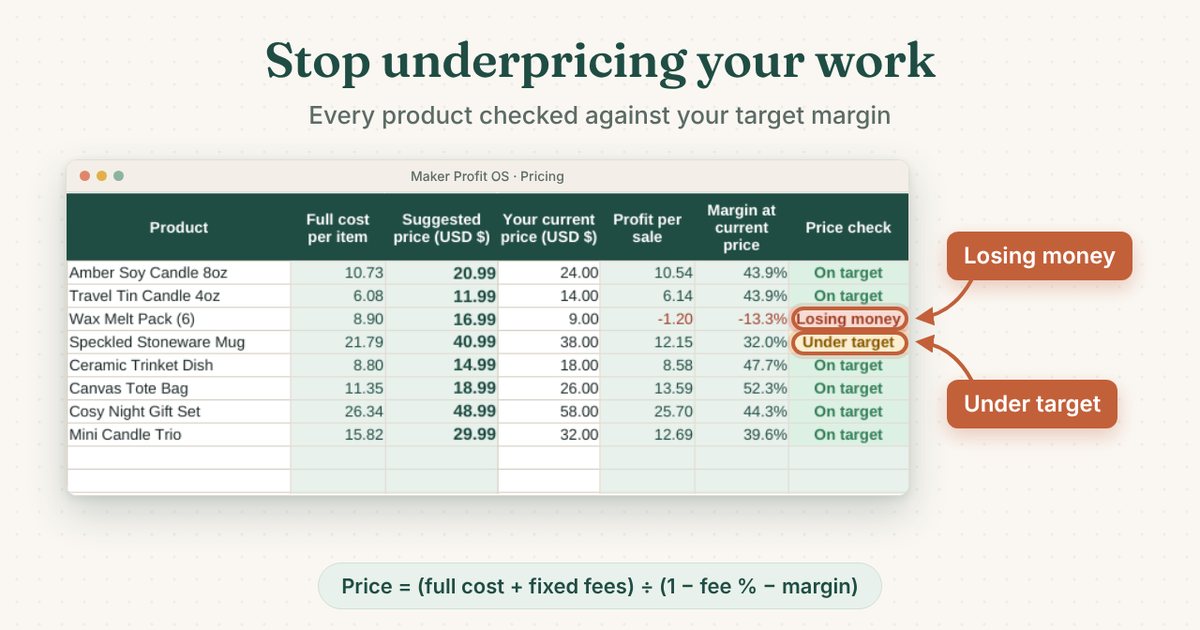 Stop underpricing your work
Every product checked against your target margin
Maker Profit OS · Pricing
Product Full cost per item Suggested price (USD $) Your current price (USD $) Profit per sale Margin at current price Price check
Amber Soy Candle 8oz 10.73 20.99 24.00 10.54 43.9% On target
Travel Tin Candle 4oz 6.08 11.99 14.00 6.14 43.9% On target
Wax Melt Pack (6) 8.90 16.99 9.00 -1.20 -13.3% Losing money
Speckled Stoneware Mug 21.79 40.99 38.00 12.15 32.0% Under target
Ceramic Trinket Dish 8.80 14.99 18.00 8.58 47.7% On target
Canvas Tote Bag 11.35 18.99 26.00 13.59 52.3% On target
Cosy Night Gift Set 26.34 48.99 58.00 25.70 44.3% On target
Mini Candle Trio 15.82 29.99 32.00 12.69 39.6% On target
Losing money
Under target
Price = (full cost + fixed fees) ÷ (1 − fee % − margin)